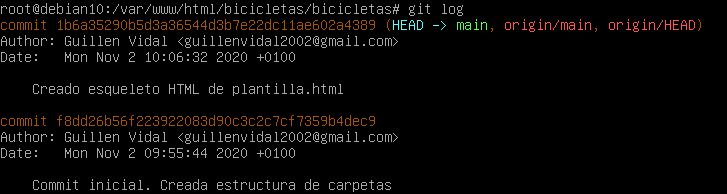 root@debian10:/var/www/html/bicicletas/bicicletas# git log
commit 1b6a35290b5d3a36544d3b7e22dc11ae602a4389 (HEAD -> main, origin/main, origin/HEAD)
Author: Guillen Vidal <guillenvidal2002@gmail.com>
Date:   Mon Nov 2 10:06:32 2020 +0100
    Creado esqueleto HTML de plantilla.html
commit f8dd26b56f223922083d90c3c2c7cf7359b4dec9
Author: Guillen Vidal <guillenvidal2002@gmail.com>
Date:   Mon Nov 2 09:55:44 2020 +0100
    Commit inicial. Creada estructura de carpetas